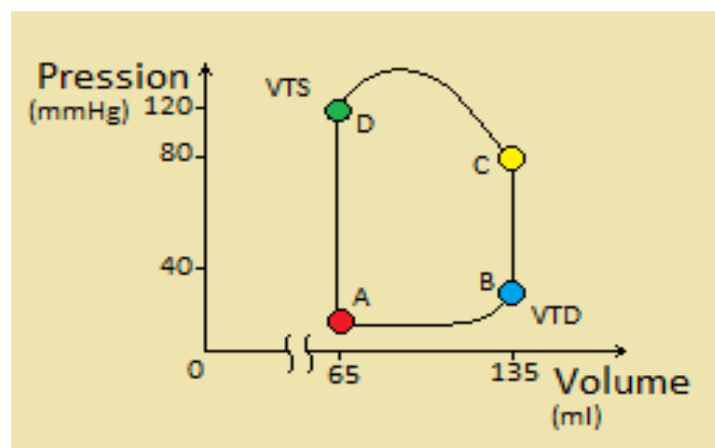 Pression
(mmHg)
120
80
40
0
VTS
D
C
A
B
VTD
65
135
Volume
(ml)